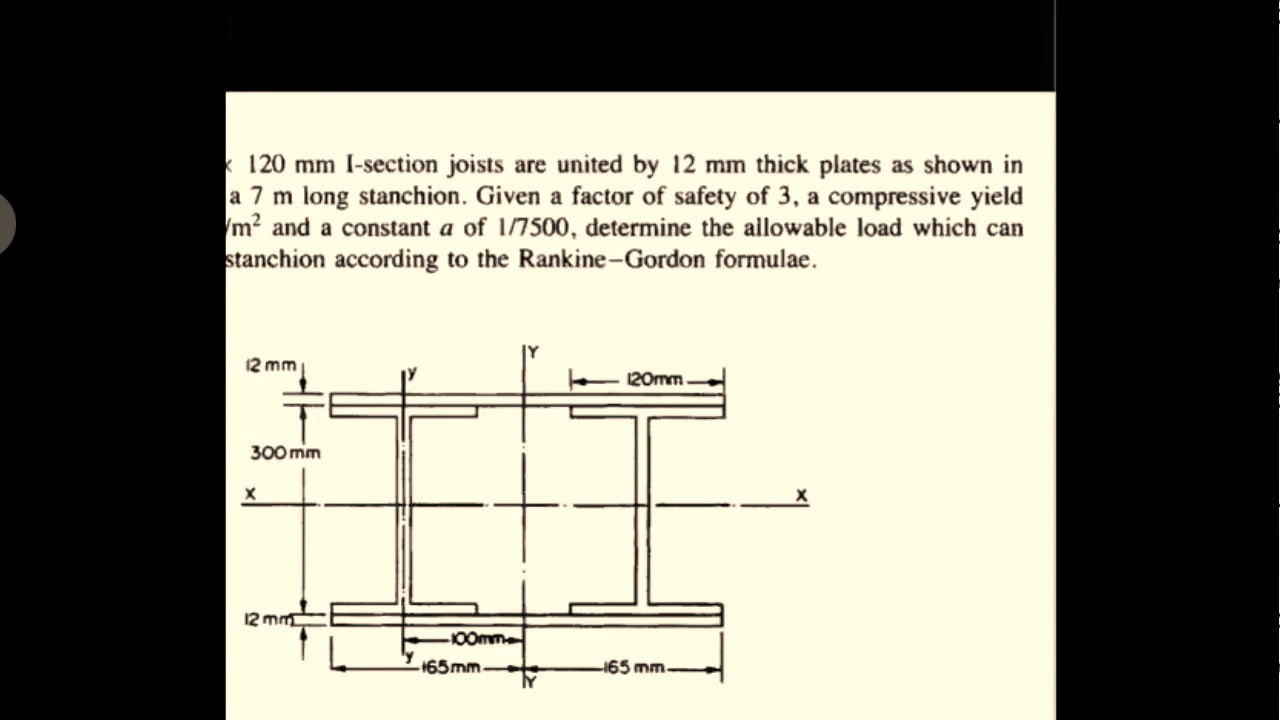 120 mm I-section joists are united by 12 mm thick plates as shown in
a 7 m long stanchion. Given a factor of safety of 3, a compressive yield
/m² and a constant a of 1/7500, determine the allowable load which can
stanchion according to the Rankine–Gordon formulae.
Y
12 mm
y
120mm
300mm
X
X
12 mm
100mm
y
165mm
165 mm
Y